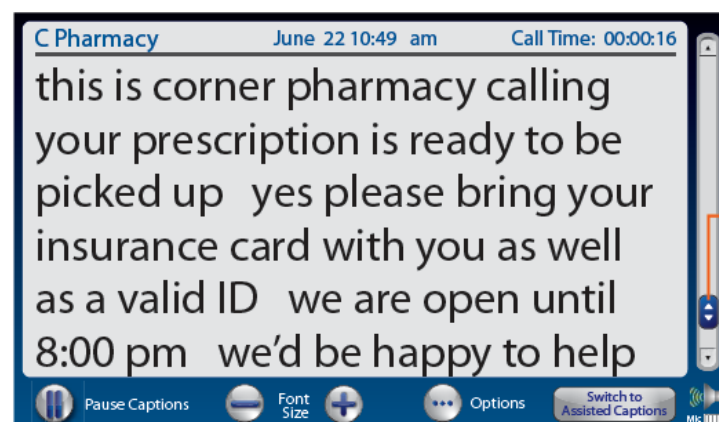 C Pharmacy June 22 10:49 am Call Time: 00:00:16
this is corner pharmacy calling
your prescription is ready to be
picked up yes please bring your
insurance card with you as well
as a valid ID we are open until
8:00 pm we'd be happy to help
Pause Captions Font Size Options Switch to Assisted Captions
Mic